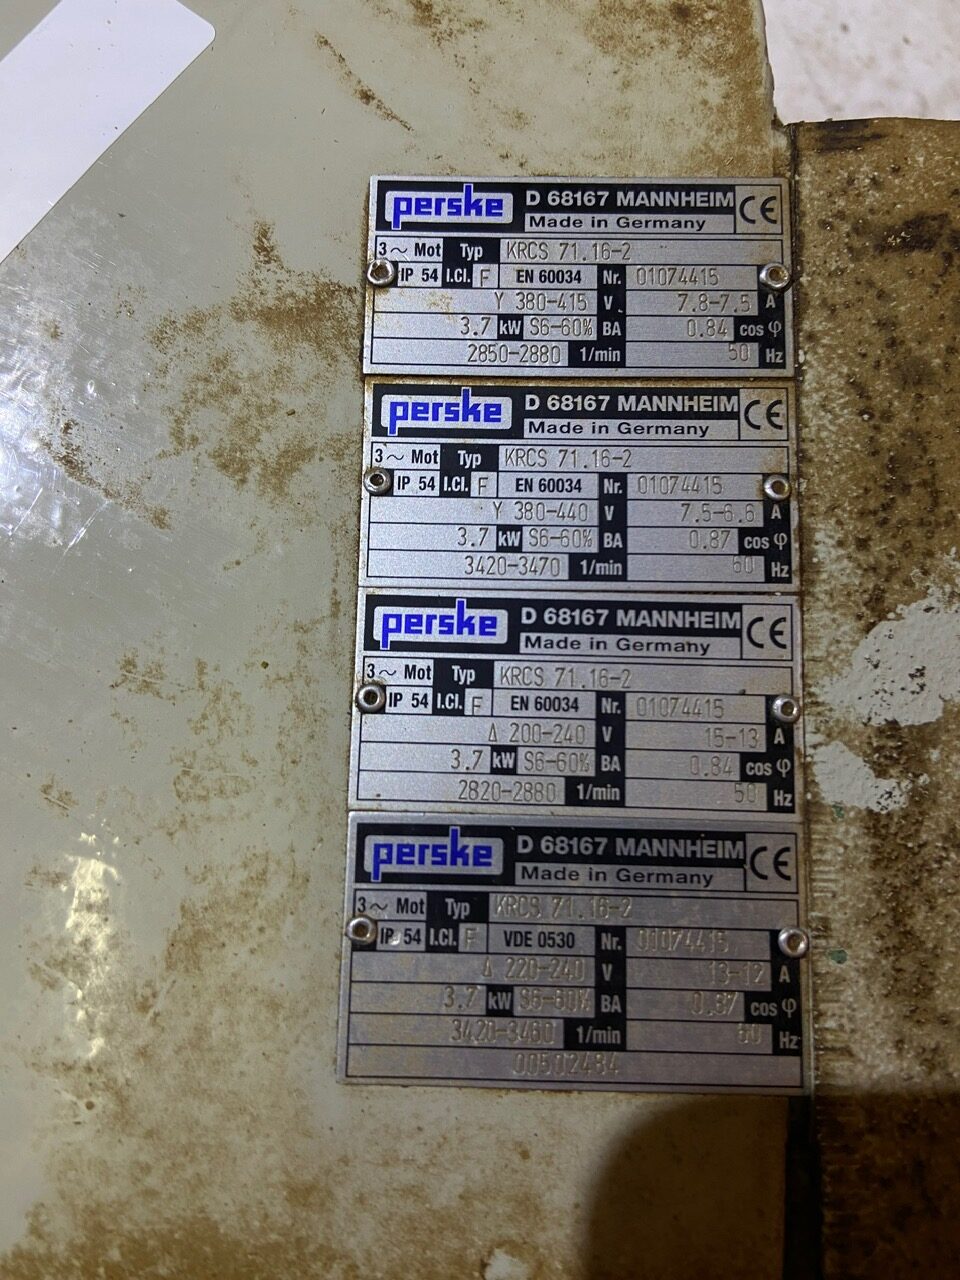 perske D 68167 MANNHEIM CE
Made in Germany
3~ Mot Typ KRCS 71.16-2
IP 54 I.Cl. F EN 60034 Nr. 01074415
Y 380-415 V 7.8-7.5 A
3.7 kW S6-60% BA 0.84 cos φ
2850-2880 1/min 50 Hz
perske D 68167 MANNHEIM CE
Made in Germany
3~ Mot Typ KRCS 71.16-2
IP 54 I.Cl. F EN 60034 Nr. 01074415
Y 380-440 V 7.5-6.6 A
3.7 kW S6-60% BA 0.87 cos φ
3420-3470 1/min 60 Hz
perske D 68167 MANNHEIM CE
Made in Germany
3~ Mot Typ KRCS 71.16-2
IP 54 I.Cl. F EN 60034 Nr. 01074415
Δ 200-240 V 15-13 A
3.7 kW S6-60% BA 0.84 cos φ
2820-2880 1/min 50 Hz
perske D 68167 MANNHEIM CE
Made in Germany
3~ Mot Typ KRCS 71.16-2
IP 54 I.Cl. F VDE 0530 Nr. 01074415
Δ 220-240 V 13-12 A
3.7 kW S6-60% BA 0.87 cos φ
3420-3460 1/min 60 Hz
00502484